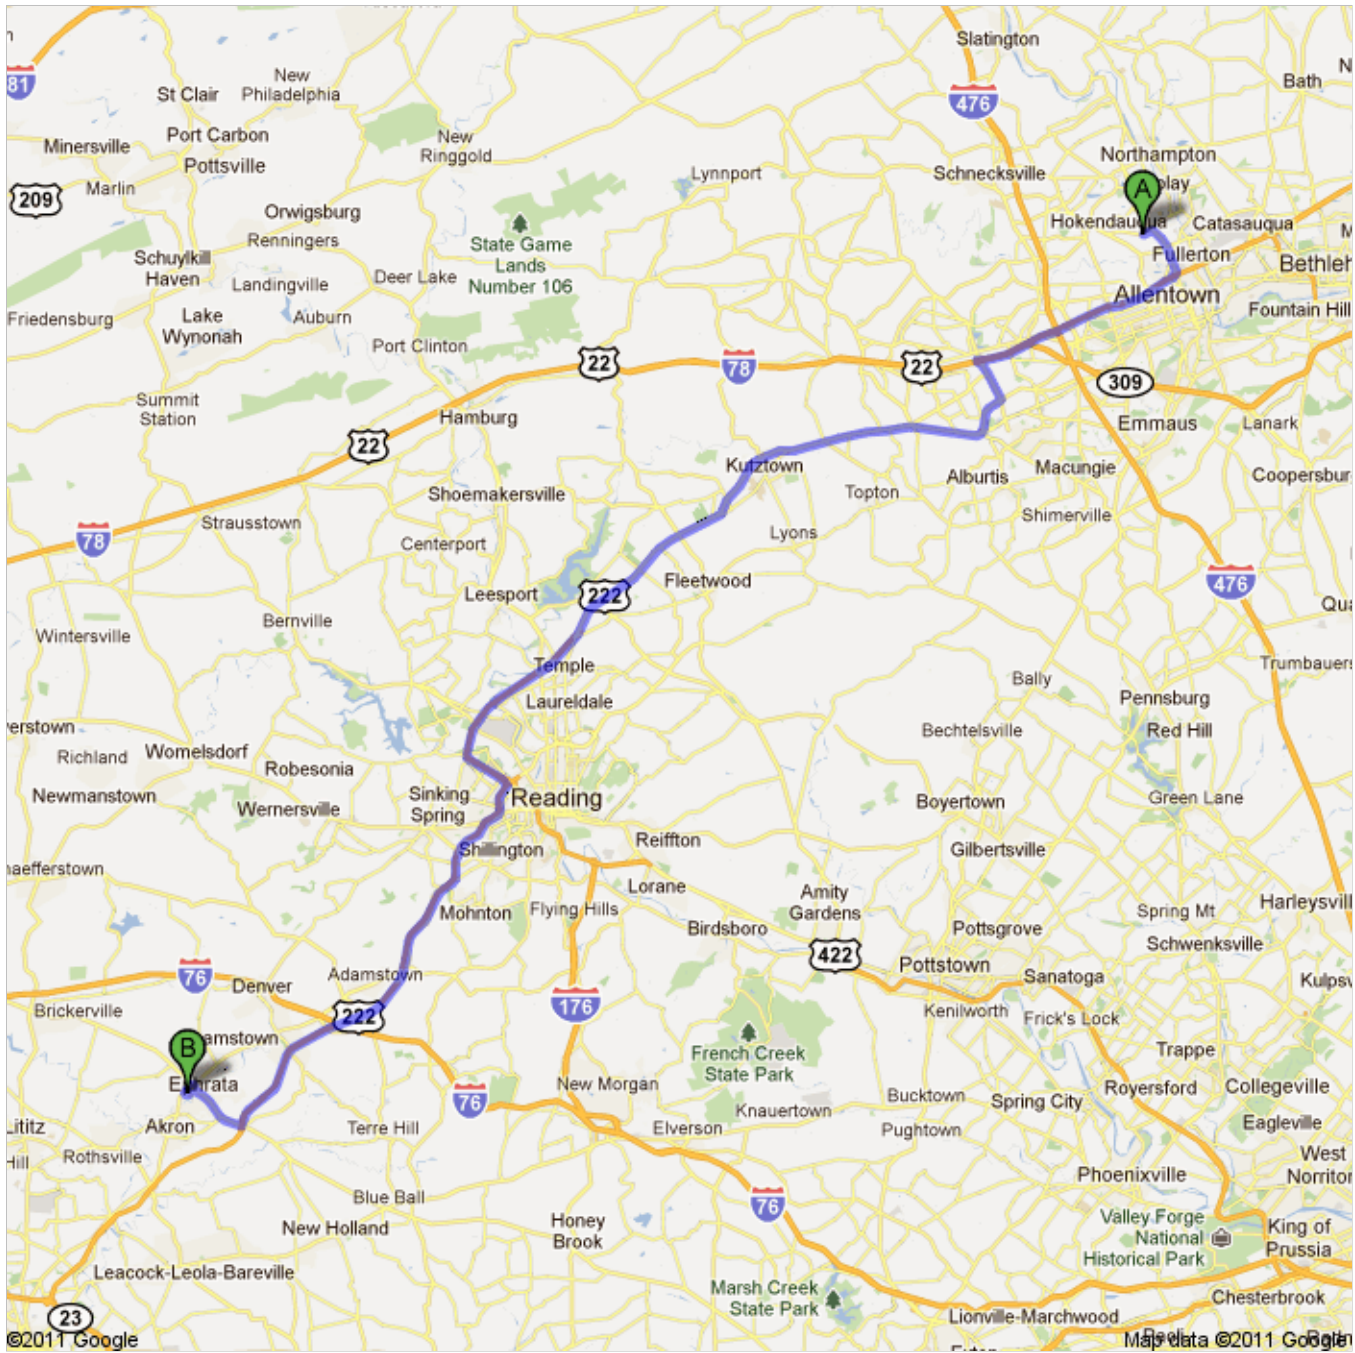 Slatington
81
New
Philadelphia
St Clair
476
Bath
Port Carbon
Minersville
Pottsville
New
Ringgold
Northampton
Schnecksville
Lynnport
Marlin
209
A
Hokendauqua
Catasauqua
Orwigsburg
Renningers
State Game
Lands
Number 106
Fullerton
Schuylkill
Haven
Deer Lake
Landingville
Allentown
Fountain Hill
Friedensburg
Lake
Wynonah
Auburn
Port Clinton
22
78
22
309
Summit
Station
Hamburg
22
Emmaus
Lanark
Kutztown
Macungie
Alburtis
Shoemakersville
Topton
Strausstown
Shimerville
78
Centerport
Lyons
Fleetwood
476
Leesport
222
Bernville
Wintersville
Temple
Bally
Pennsburg
Laureldale
Bechtelsville
Red Hill
Womelsdorf
Richland
Robesonia
Newmanstown
Sinking
Spring
Reading
Green Lane
Wernersville
Boyertown
Reiffton
Shillington
Gilbertsville
Lorane
Amity
Gardens
Mohnton
Flying Hills
Spring Mt
Birdsboro
Pottsgrove
Schwenksville
422
Pottstown
Sanatoga
Adamstown
76
Denver
176
Brickerville
222
Kenilworth
Frick's Lock
French Creek
State Park
Trappe
B
Ephrata
New Morgan
Royersford
Collegeville
76
Bucktown
Spring City
Knauertown
Akron
Terre Hill
Elverson
Pughtown
Eagleville
Rothsville
West
Phoenixville
Blue Ball
76
New Holland
Honey
Brook
Valley Forge
National
Historical Park
King of
Prussia
Leacock-Leola-Bareville
Marsh Creek
State Park
Chesterbrook
23
Lionville-Marchwood
©2011 Google
Map data ©2011 Google